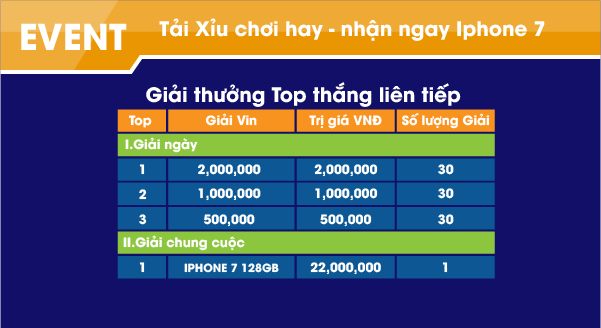 EVENT
Tải Xỉu chơi hay - nhận ngay Iphone 7
Giải thưởng Top thắng liên tiếp
Top Giải Vin Trị giá VNĐ Số lượng Giải
I.Giải ngày
1 2,000,000 2,000,000 30
2 1,000,000 1,000,000 30
3 500,000 500,000 30
II.Giải chung cuộc
1 IPHONE 7 128GB 22,000,000 1